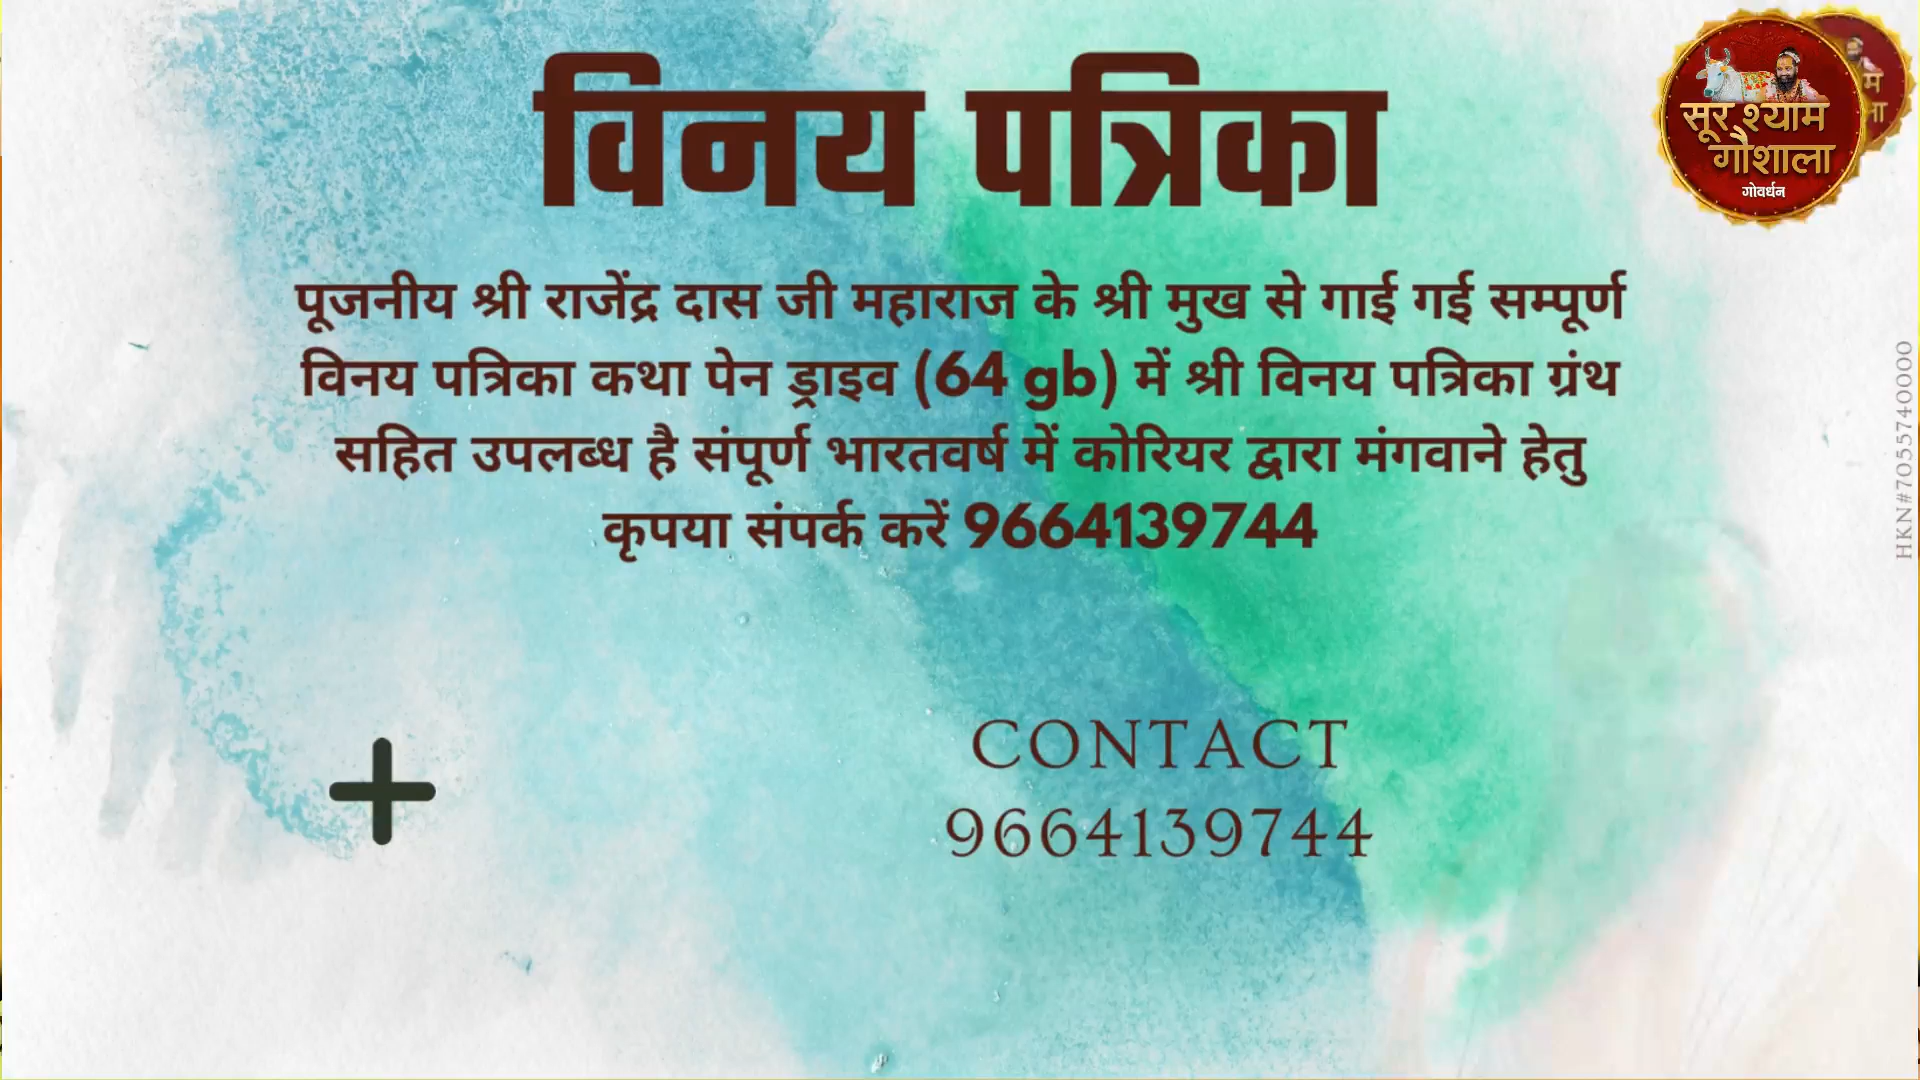 विनय पत्रिका
पूजनीय श्री राजेंद्र दास जी महाराज के श्री मुख से गाई गई सम्पूर्ण
विनय पत्रिका कथा पेन ड्राइव (64 gb) में श्री विनय पत्रिका ग्रंथ
सहित उपलब्ध है संपूर्ण भारतवर्ष में कोरियर द्वारा मंगवाने हेतु
कृपया संपर्क करें 9664139744
CONTACT
9664139744
सूर श्याम
गौशाला
गोवर्धन
HKN#7055740000